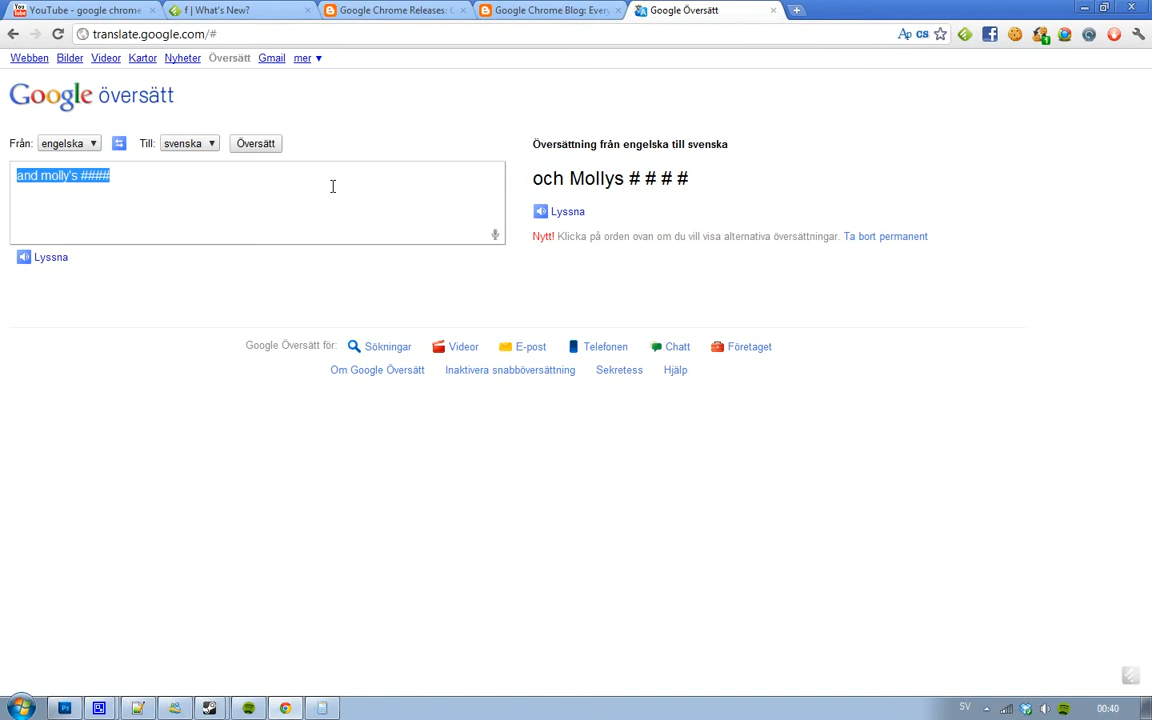 YouTube - google chrome
f | What's New?
Google Chrome Releases: C
Google Chrome Blog: Every
Google Översätt
translate.google.com/#
Webben Bilder Videor Kartor Nyheter Översätt Gmail mer ▼
Google översätt
Från: engelska ▼ Till: svenska ▼ Översätt
and molly's ####
Lyssna
Översättning från engelska till svenska
och Mollys # # # #
Lyssna
Nytt! Klicka på orden ovan om du vill visa alternativa översättningar. Ta bort permanent
Google Översätt för: Sökningar Videor E-post Telefonen Chatt Företaget
Om Google Översätt Inaktivera snabböversättning Sekretess Hjälp
SV 00:40